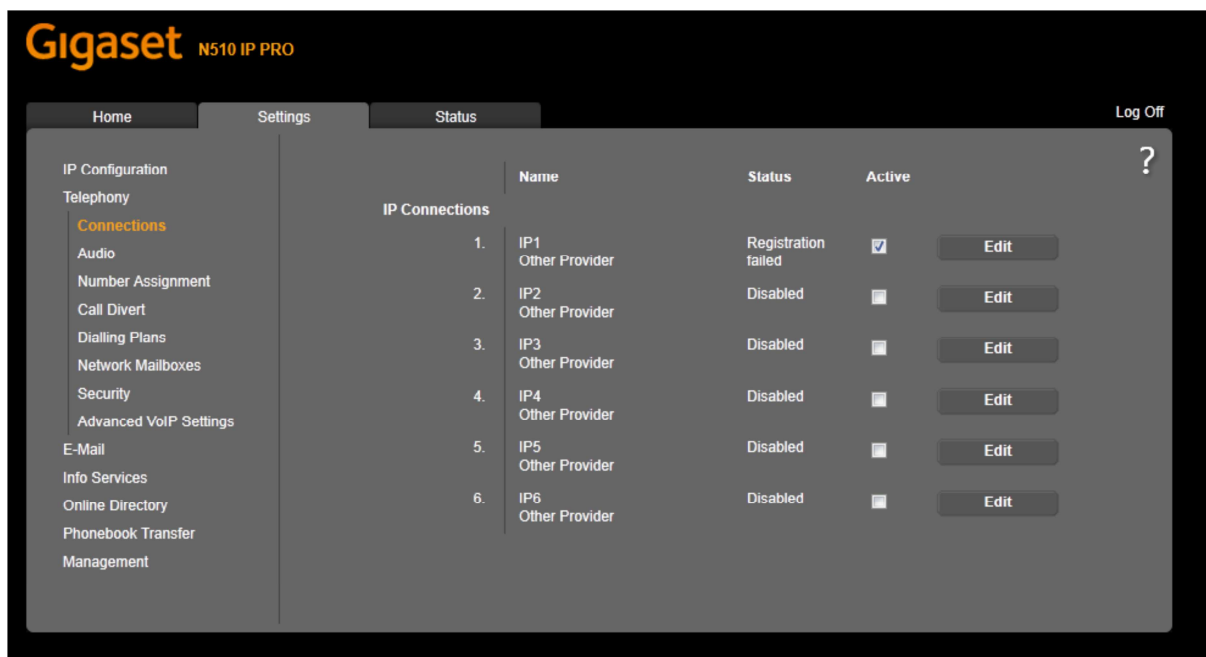 Gigaset N510 IP PRO
Home Settings Status Log Off
?
IP Configuration
Telephony
Connections
Audio
Number Assignment
Call Divert
Dialling Plans
Network Mailboxes
Security
Advanced VoIP Settings
E-Mail
Info Services
Online Directory
Phonebook Transfer
Management
Name Status Active
IP Connections
1. IP1 Registration Edit
Other Provider failed
2. IP2 Disabled Edit
Other Provider
3. IP3 Disabled Edit
Other Provider
4. IP4 Disabled Edit
Other Provider
5. IP5 Disabled Edit
Other Provider
6. IP6 Disabled Edit
Other Provider